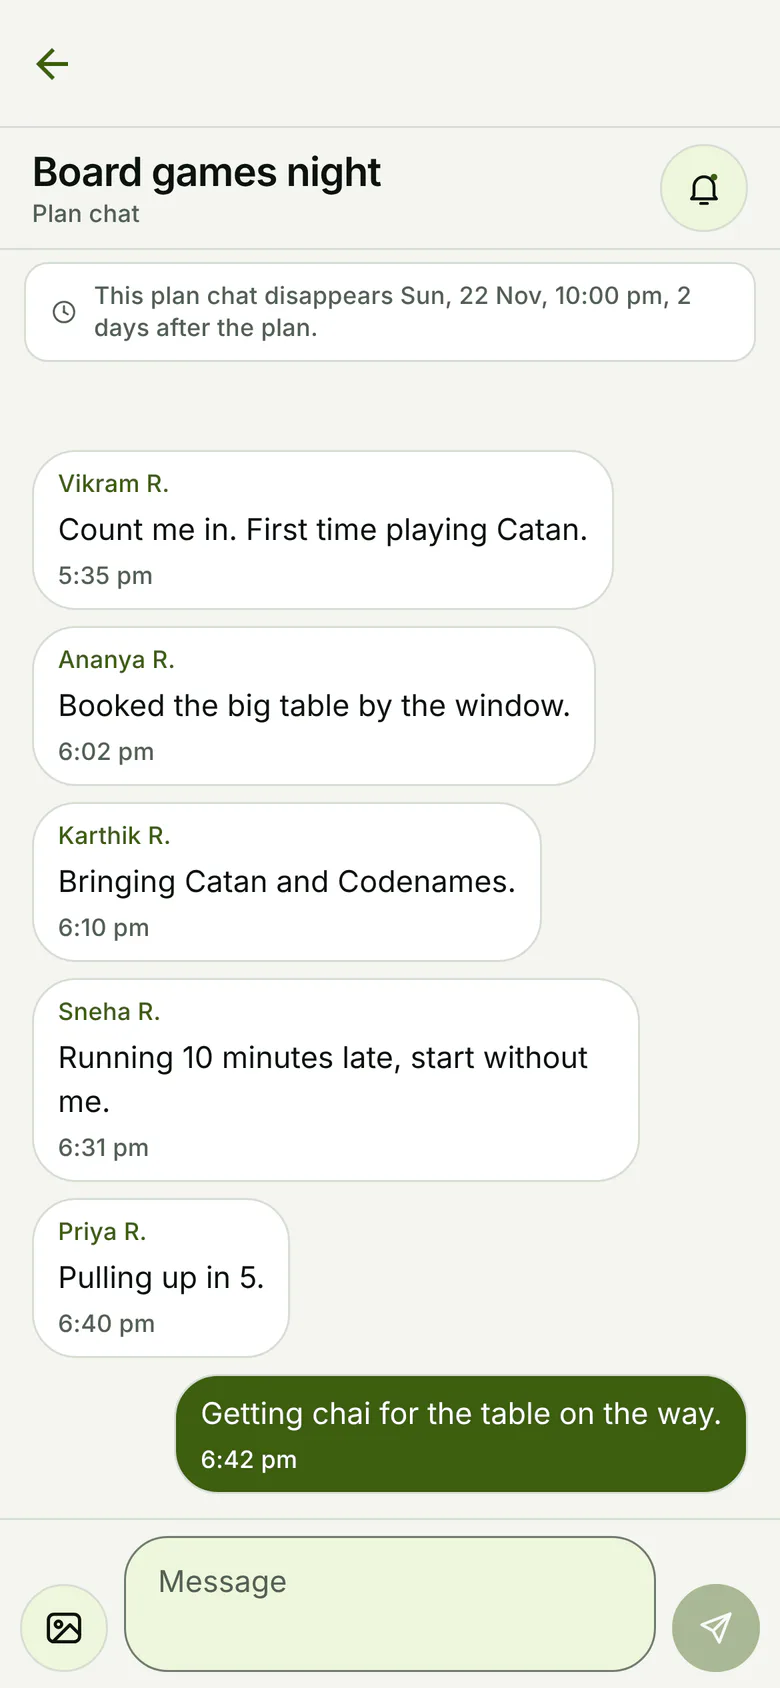 Board games night
Plan chat
This plan chat disappears Sun, 22 Nov, 10:00 pm, 2
days after the plan.
Vikram R.
Count me in. First time playing Catan.
5:35 pm
Ananya R.
Booked the big table by the window.
6:02 pm
Karthik R.
Bringing Catan and Codenames.
6:10 pm
Sneha R.
Running 10 minutes late, start without
me.
6:31 pm
Priya R.
Pulling up in 5.
6:40 pm
Getting chai for the table on the way.
6:42 pm
Message